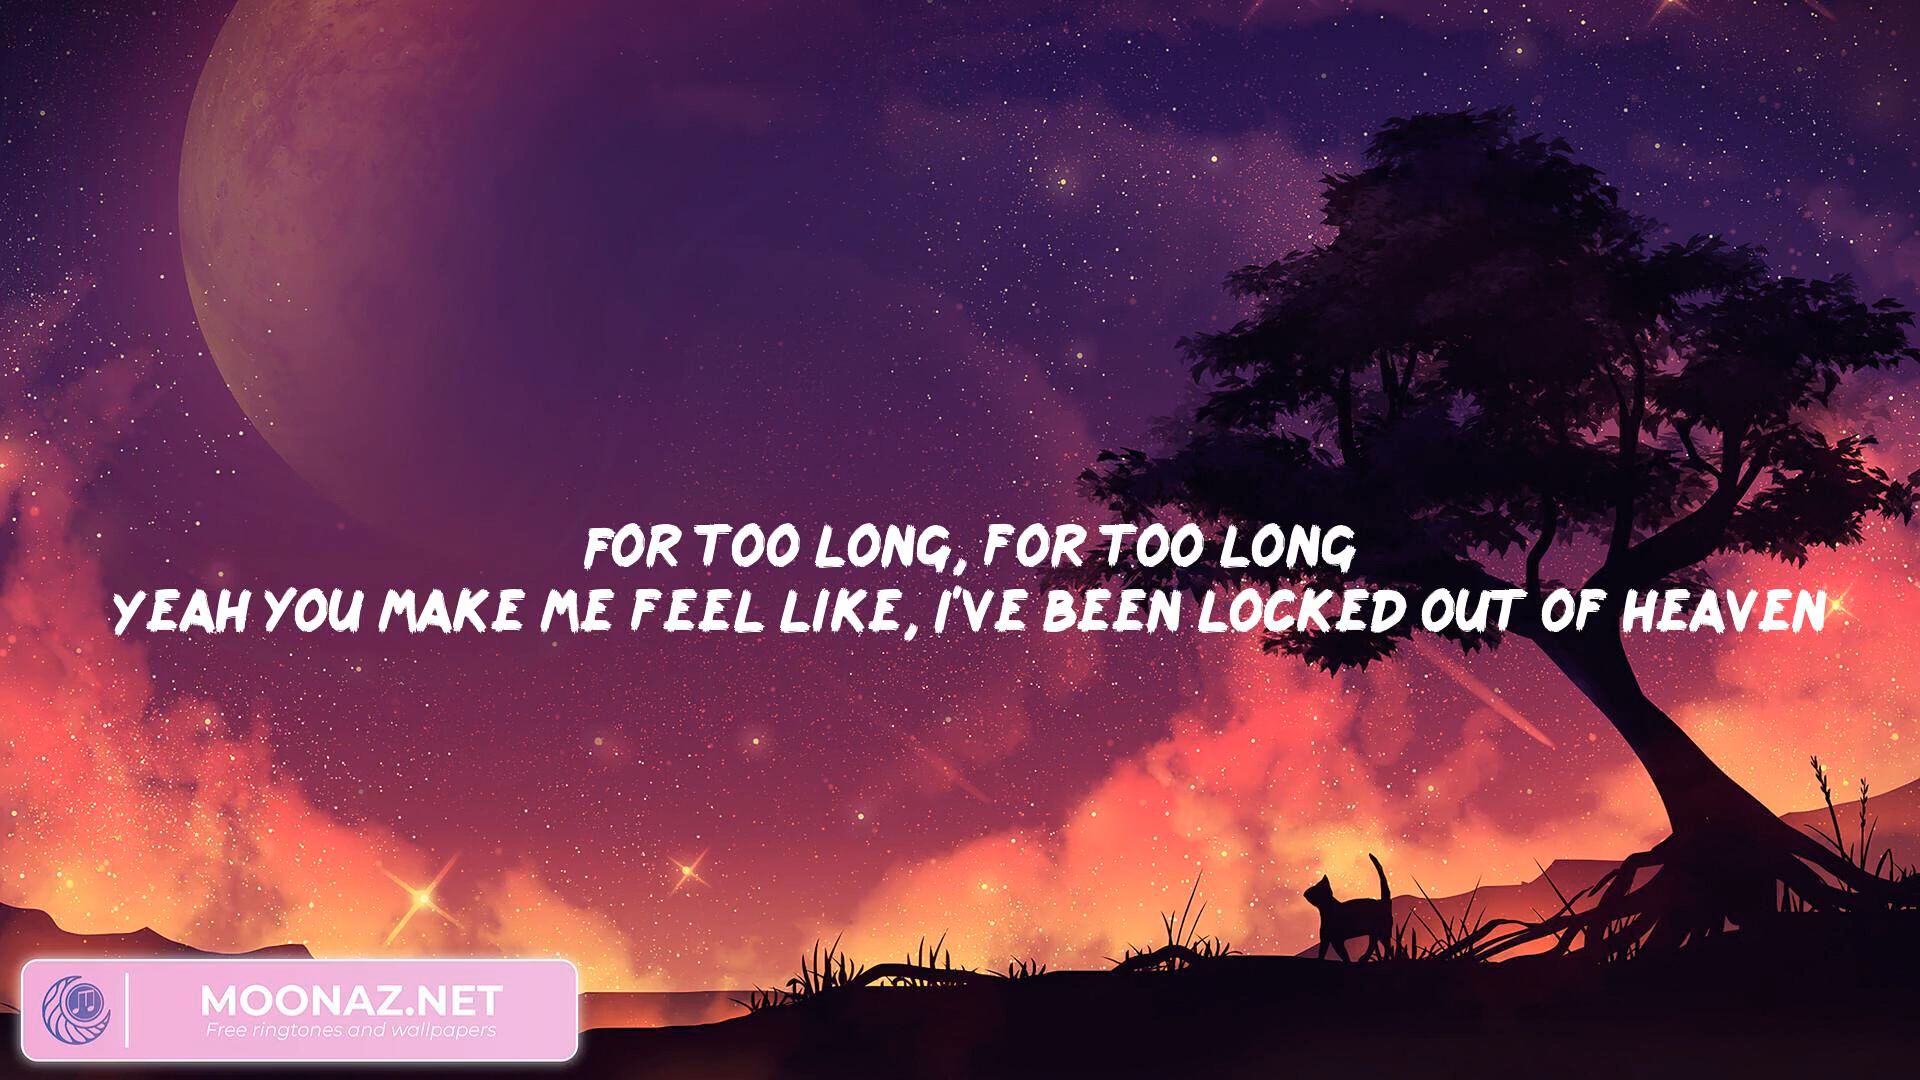 FOR TOO LONG, FOR TOO LONG
YEAH YOU MAKE ME FEEL LIKE, I'VE BEEN LOCKED OUT OF HEAVEN
MOONAZ.NET
Free ringtones and wallpapers